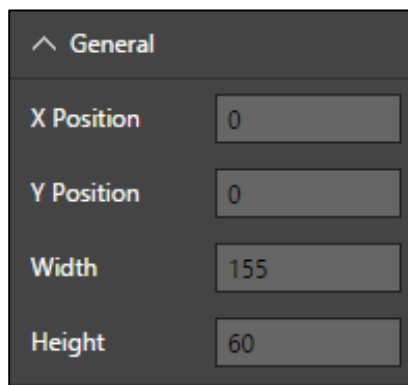 General
X Position 0
Y Position 0
Width 155
Height 60